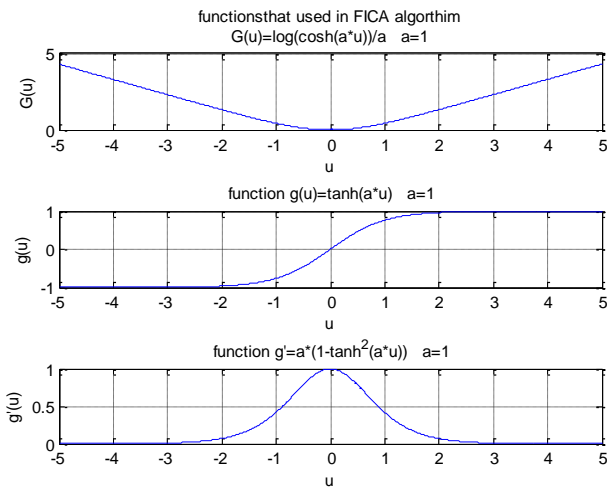 functionsthat used in FICA algorthim
G(u)=log(cosh(a*u))/a a=1
5
0
G(u)
-5 -4 -3 -2 -1 0 1 2 3 4 5
u
function g(u)=tanh(a*u) a=1
1
0
-1
g(u)
-5 -4 -3 -2 -1 0 1 2 3 4 5
u
function g'=a*(1-tanh²(a*u)) a=1
1
0.5
0
g'(u)
-5 -4 -3 -2 -1 0 1 2 3 4 5
u